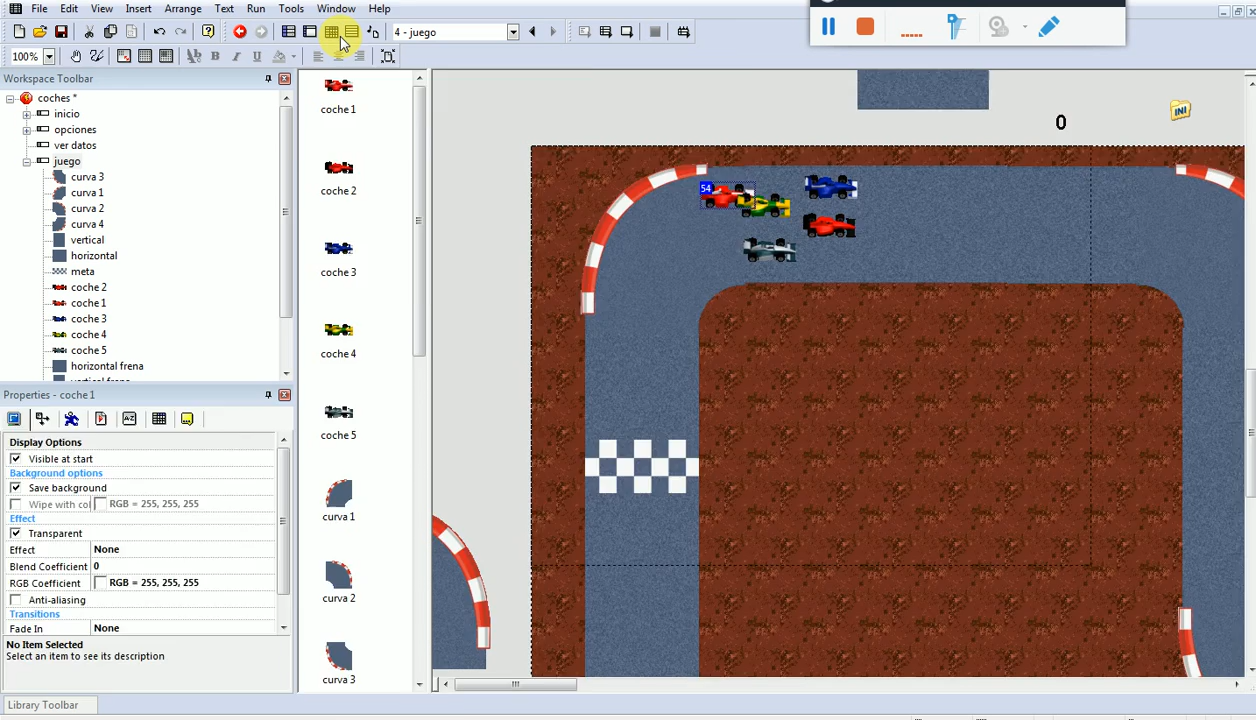 File Edit View Insert Arrange Text Run Tools Window Help
4 - juego
100%
B I U
Workspace Toolbar
coches *
inicio
opciones
ver datos
juego
curva 3
curva 1
curva 2
curva 4
vertical
horizontal
meta
coche 2
coche 1
coche 3
coche 4
coche 5
horizontal frena
vertical frena
Properties - coche 1
Display Options
Visible at start
Background options
Save background
Wipe with col RGB = 255, 255, 255
Effect
Transparent
Effect None
Blend Coefficient 0
RGB Coefficient RGB = 255, 255, 255
Anti-aliasing
Transitions
Fade In None
No Item Selected
Select an item to see its description
Library Toolbar
coche 1
coche 2
coche 3
coche 4
coche 5
curva 1
curva 2
curva 3
0
INI
54